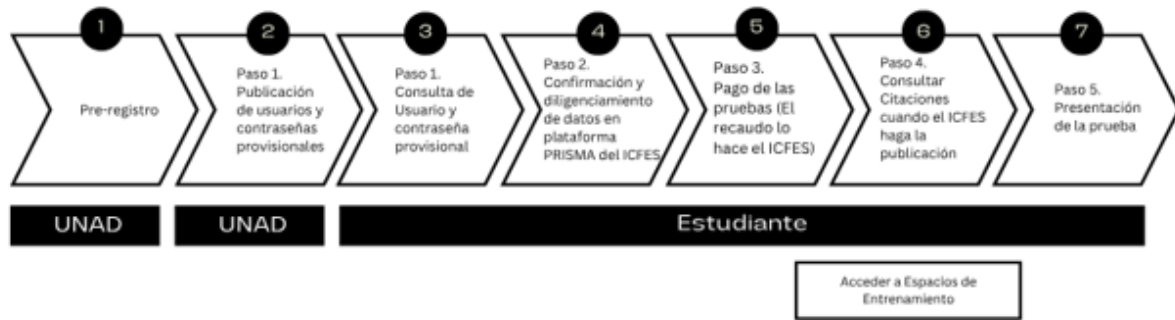 1
Pre-registro
2
Paso 1.
Publicación
de usuarios y
contraseñas
provisionales
3
Paso 1.
Consulta de
Usuario y
contraseña
provisional
4
Paso 2.
Confirmación y
diligenciamiento
de datos en
plataforma
PRISMA del ICFES
5
Paso 3.
Pago de las
pruebas (El
recaudo lo
hace el ICFES)
6
Paso 4.
Consultar
Citaciones
cuando el ICFES
haga la
publicación
7
Paso 5.
Presentación
de la prueba
UNAD
UNAD
Estudiante
Acceder a Espacios de
Entrenamiento